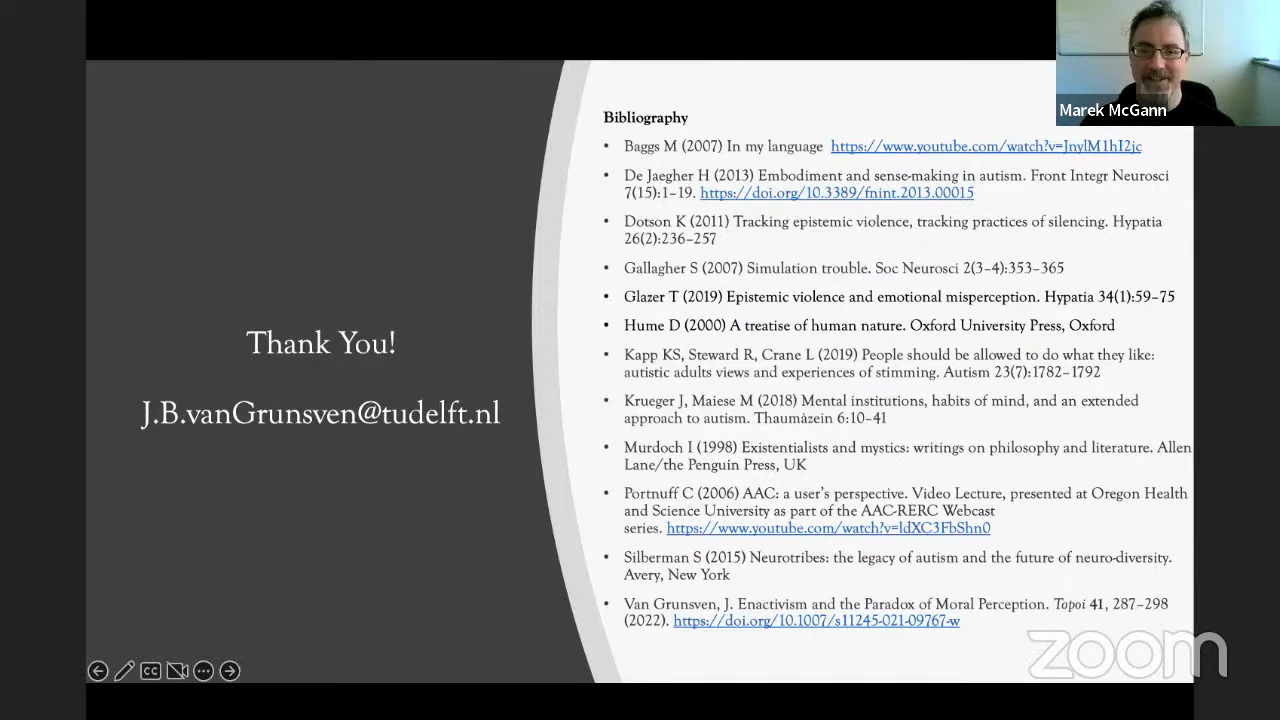 Marek McGann
Thank You!
J.B.vanGrunsven@tudelft.nl
Bibliography
• Baggs M (2007) In my language https://www.youtube.com/watch?v=JnylM1hI2jc
• De Jaegher H (2013) Embodiment and sense-making in autism. Front Integr Neurosci
7(15):1–19. https://doi.org/10.3389/fnint.2013.00015
• Dotson K (2011) Tracking epistemic violence, tracking practices of silencing. Hypatia
26(2):236–257
• Gallagher S (2007) Simulation trouble. Soc Neurosci 2(3–4):353–365
• Glazer T (2019) Epistemic violence and emotional misperception. Hypatia 34(1):59–75
• Hume D (2000) A treatise of human nature. Oxford University Press, Oxford
• Kapp KS, Steward R, Crane L (2019) People should be allowed to do what they like:
autistic adults views and experiences of stimming. Autism 23(7):1782–1792
• Krueger J, Maiese M (2018) Mental institutions, habits of mind, and an extended
approach to autism. Thaumàzein 6:10–41
• Murdoch I (1998) Existentialists and mystics: writings on philosophy and literature. Allen
Lane/the Penguin Press, UK
• Portnuff C (2006) AAC: a user's perspective. Video Lecture, presented at Oregon Health
and Science University as part of the AAC-RERC Webcast
series. https://www.youtube.com/watch?v=ldXC3FbShn0
• Silberman S (2015) Neurotribes: the legacy of autism and the future of neuro-diversity.
Avery, New York
• Van Grunsven, J. Enactivism and the Paradox of Moral Perception. Topoi 41, 287–298
(2022). https://doi.org/10.1007/s11245-021-09767-w
CC
zoom